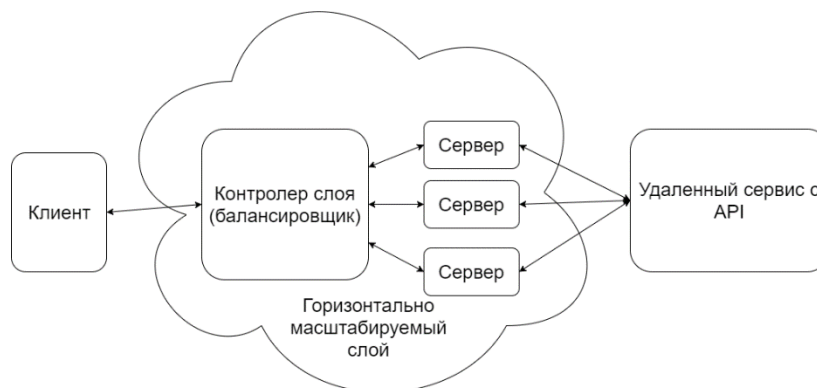 Клиент
Контролер слоя
(балансировщик)
Сервер
Сервер
Сервер
Удаленный сервис с
API
Горизонтально
масштабируемый
слой